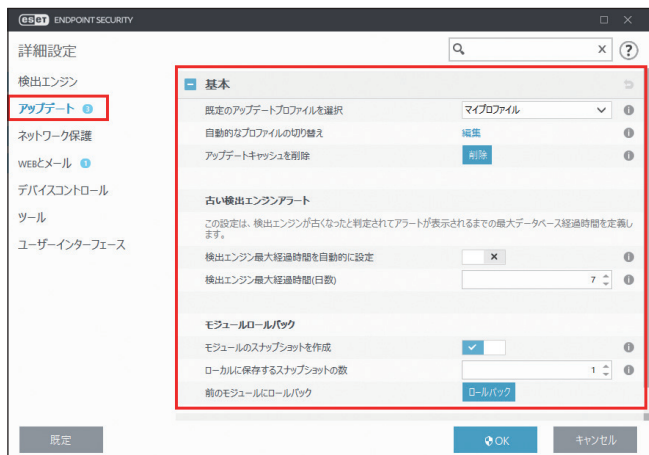 eset ENDPOINT SECURITY
詳細設定
検出エンジン
アップデート 3
ネットワーク保護
WEBとメール 1
デバイスコントロール
ツール
ユーザーインターフェース
基本
既定のアップデートプロファイルを選択 マイプロファイル
自動的なプロファイルの切り替え 編集
アップデートキャッシュを削除 削除
古い検出エンジンアラート
この設定は、検出エンジンが古くなったと判定されてアラートが表示されるまでの最大データベース経過時間を定義し
ます。
検出エンジン最大経過時間を自動的に設定
検出エンジン最大経過時間(日数) 7
モジュールロールバック
モジュールのスナップショットを作成
ローカルに保存するスナップショットの数 1
前のモジュールにロールバック ロールバック
既定 OK キャンセル